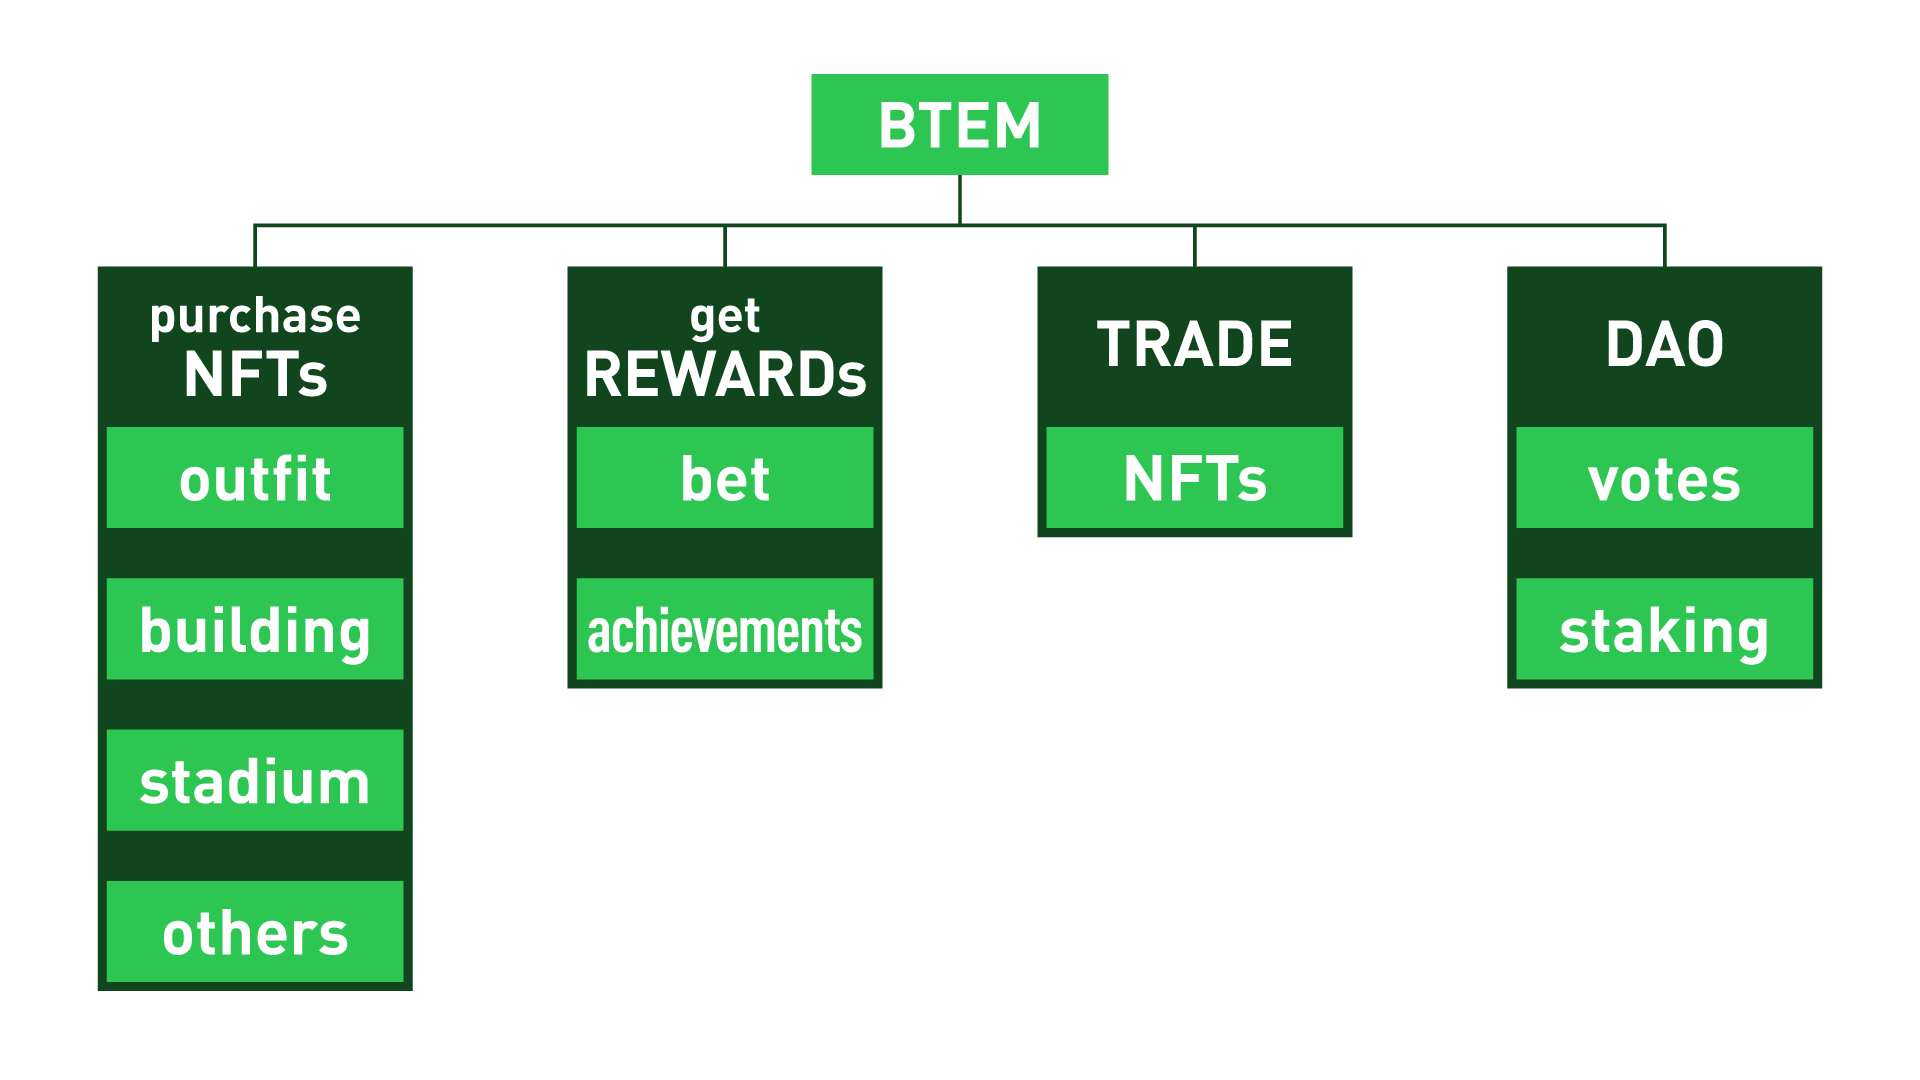 BTEM
purchase
NFTs
outfit
building
stadium
others
get
REWARDs
bet
achievements
TRADE
NFTs
DAO
votes
staking